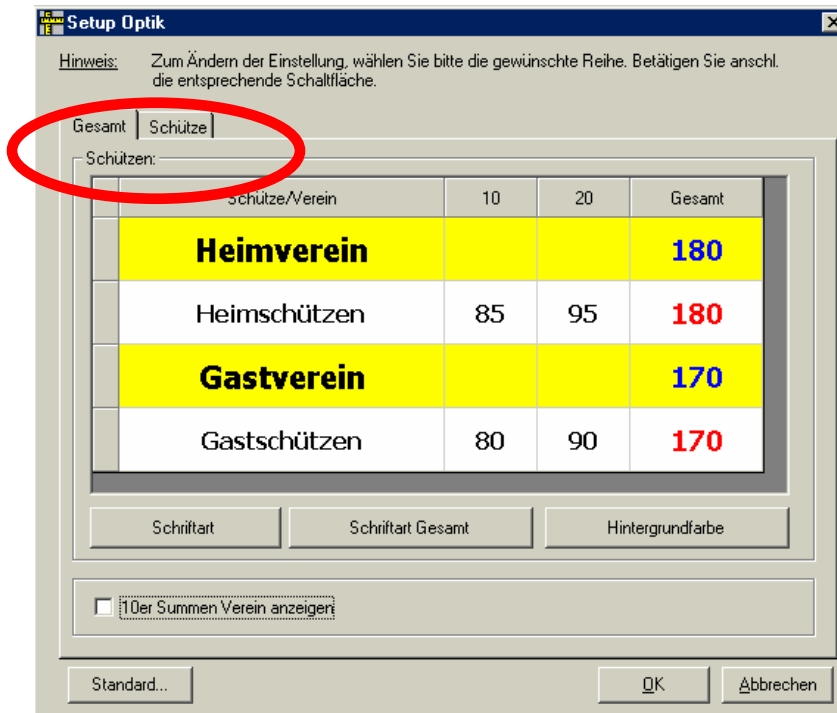 Setup Optik
Hinweis: Zum Ändern der Einstellung, wählen Sie bitte die gewünschte Reihe. Betätigen Sie anschl.
die entsprechende Schaltfläche.
Gesamt Schütze
Schützen:
Schütze/Verein 10 20 Gesamt
Heimverein 180
Heimschützen 85 95 180
Gastverein 170
Gastschützen 80 90 170
Schriftart Schriftart Gesamt Hintergrundfarbe
10er Summen Verein anzeigen
Standard... OK Abbrechen